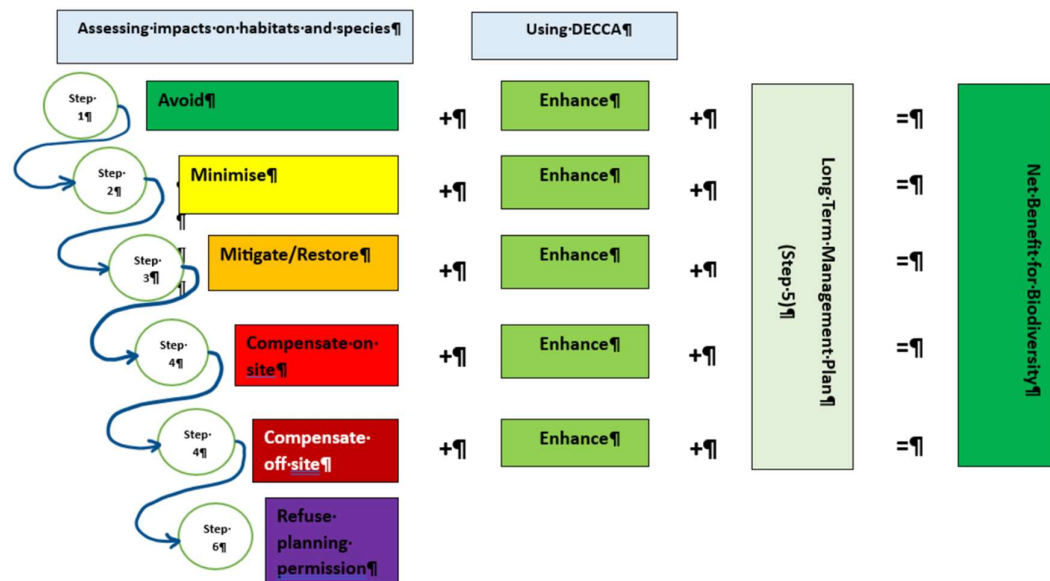 Assessing·impacts·on·habitats·and·species¶
Using·DECCA¶
Step·
1¶
Avoid¶
+¶
Enhance¶
+¶
=¶
Step·
2¶
Minimise¶
+¶
Enhance¶
+¶
=¶
¶
¶
¶
¶
Step·
3¶
Mitigate/Restore¶
+¶
Enhance¶
+¶
=¶
Step·
4¶
Compensate·on·
site¶
+¶
Enhance¶
+¶
=¶
Step·
4¶
Compensate·
off·site¶
+¶
Enhance¶
+¶
=¶
Step·
6¶
Refuse·
planning·
permission¶
Long·Term·Management·Plan¶
(Step·5)¶
Net·Benefit·for·Biodiversity¶